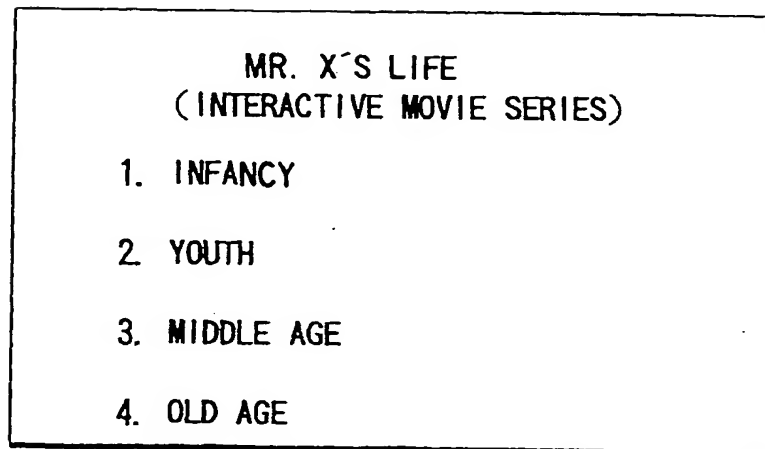 MR. X´S LIFE
(INTERACTIVE MOVIE SERIES)
1. INFANCY
2. YOUTH
3. MIDDLE AGE
4. OLD AGE